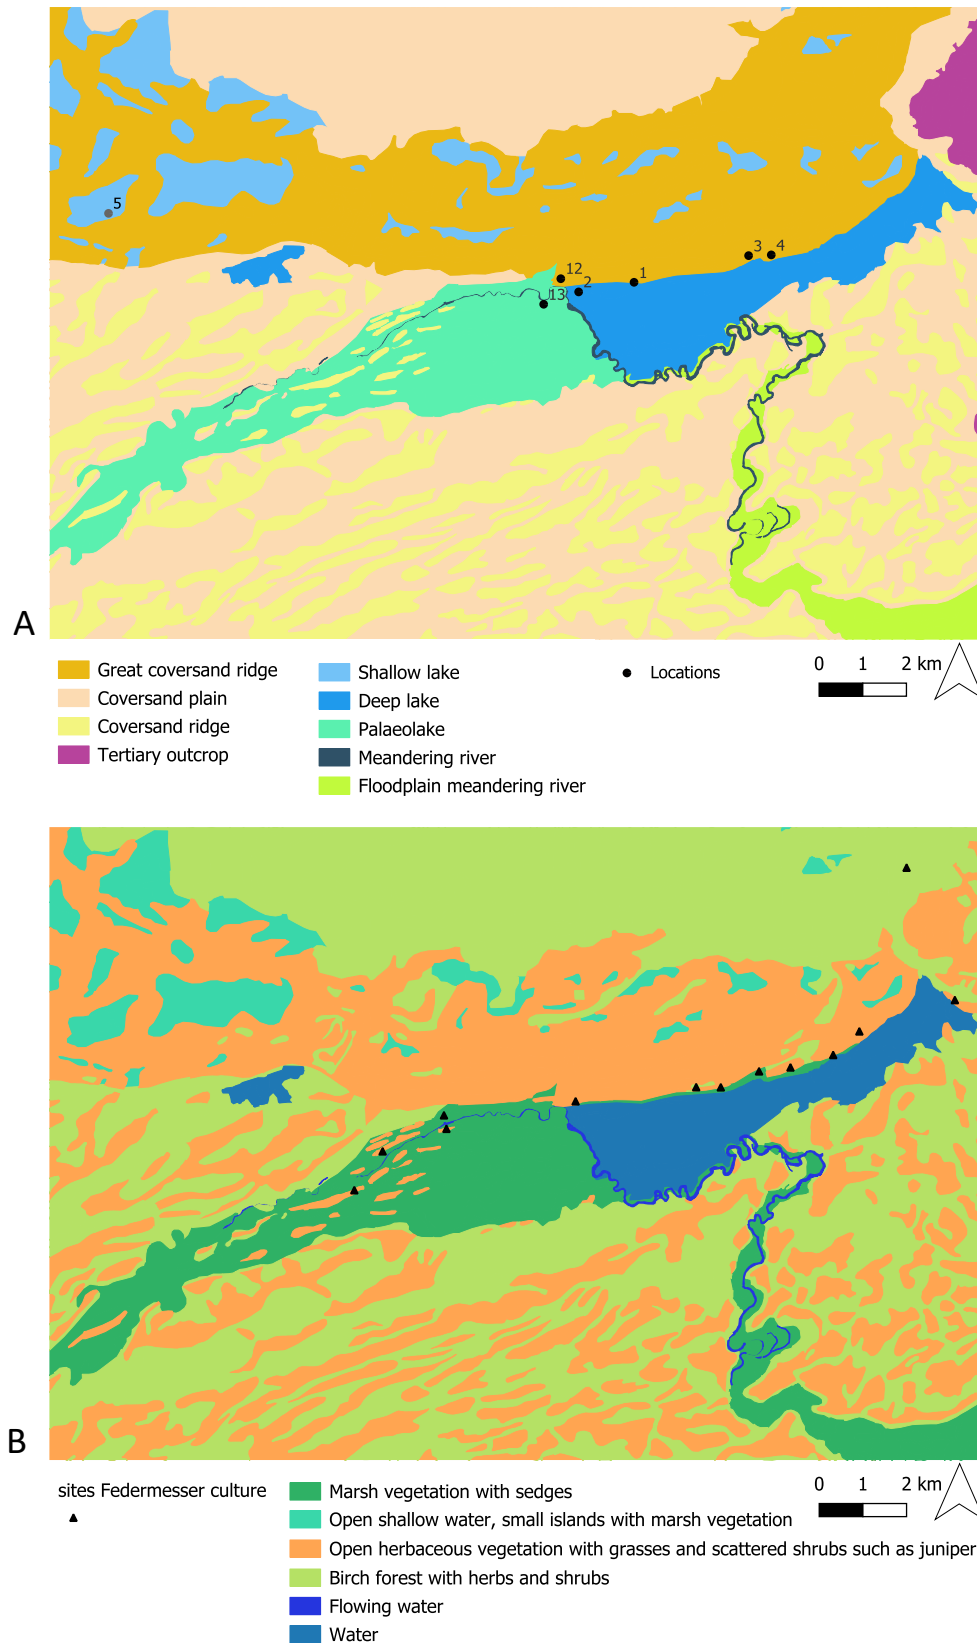 5
12
2
13
1
3
4
A
0 1 2 km
Great coversand ridge
Coversand plain
Coversand ridge
Tertiary outcrop
Shallow lake
Deep lake
Palaeolake
Meandering river
Floodplain meandering river
Locations
B
0 1 2 km
sites Federmesser culture
Marsh vegetation with sedges
Open shallow water, small islands with marsh vegetation
Open herbaceous vegetation with grasses and scattered shrubs such as juniper
Birch forest with herbs and shrubs
Flowing water
Water